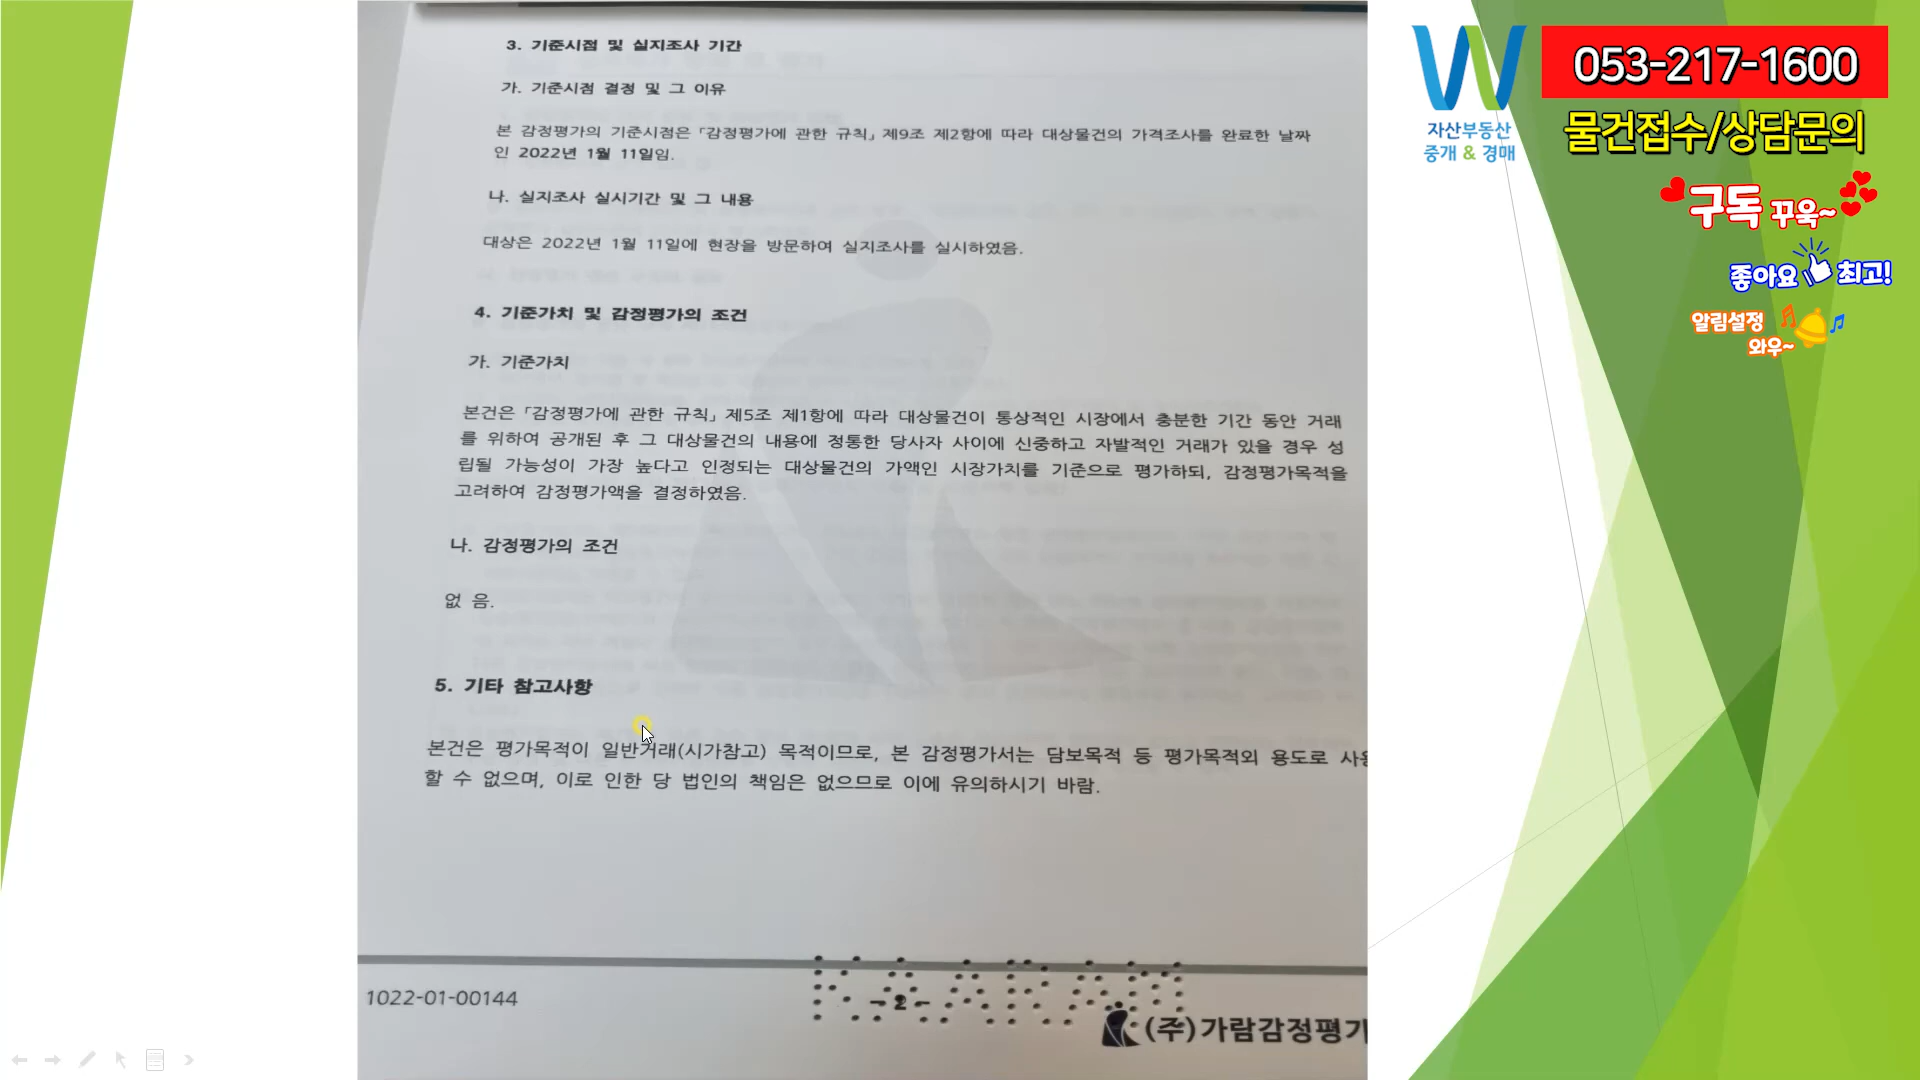 3. 기준시점 및 실지조사 기간
가. 기준시점 결정 및 그 이유
본 감정평가의 기준시점은 「감정평가에 관한 규칙」 제9조 제2항에 따라 대상물건의 가격조사를 완료한 날짜
인 2022년 1월 11일임.
나. 실지조사 실시기간 및 그 내용
대상은 2022년 1월 11일에 현장을 방문하여 실지조사를 실시하였음.
4. 기준가치 및 감정평가의 조건
가. 기준가치
본건은 「감정평가에 관한 규칙」 제5조 제1항에 따라 대상물건이 통상적인 시장에서 충분한 기간 동안 거래
를 위하여 공개된 후 그 대상물건의 내용에 정통한 당사자 사이에 신중하고 자발적인 거래가 있을 경우 성
립될 가능성이 가장 높다고 인정되는 대상물건의 가액인 시장가치를 기준으로 평가하되, 감정평가목적을
고려하여 감정평가액을 결정하였음.
나. 감정평가의 조건
없 음.
5. 기타 참고사항
본건은 평가목적이 일반거래(시가참고) 목적이므로, 본 감정평가서는 담보목적 등 평가목적외 용도로 사용
할 수 없으며, 이로 인한 당 법인의 책임은 없으므로 이에 유의하시기 바람.
1022-01-00144
- 2 -
(주)가람감정평가
자산부동산
중개 & 경매
053-217-1600
물건접수/상담문의
구독 꾸욱~
좋아요 최고!
알림설정
와우~